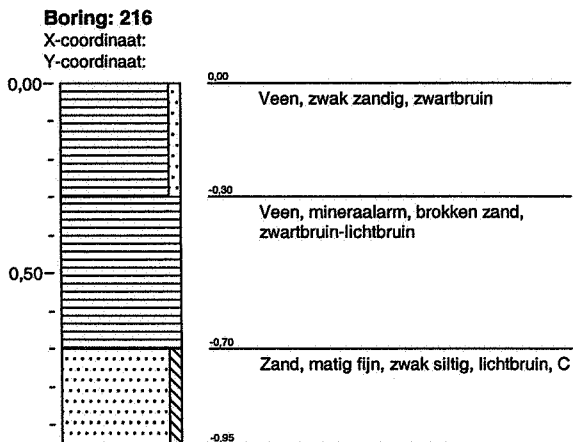 Boring: 216
X-coordinaat:
Y-coordinaat:
0,00
0,00
Veen, zwak zandig, zwartbruin
-0,30
Veen, mineraalarm, brokken zand,
zwartbruin-lichtbruin
0,50
-0,70
Zand, matig fijn, zwak siltig, lichtbruin, C
-0,95